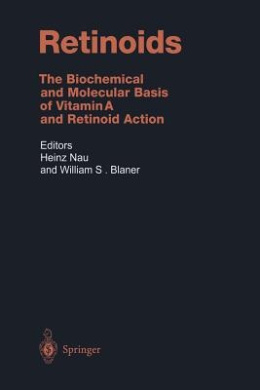 Retinoids
The Biochemical
and Molecular Basis
of Vitamin A
and Retinoid Action
Editors
Heinz Nau
and William S . Blaner
Springer